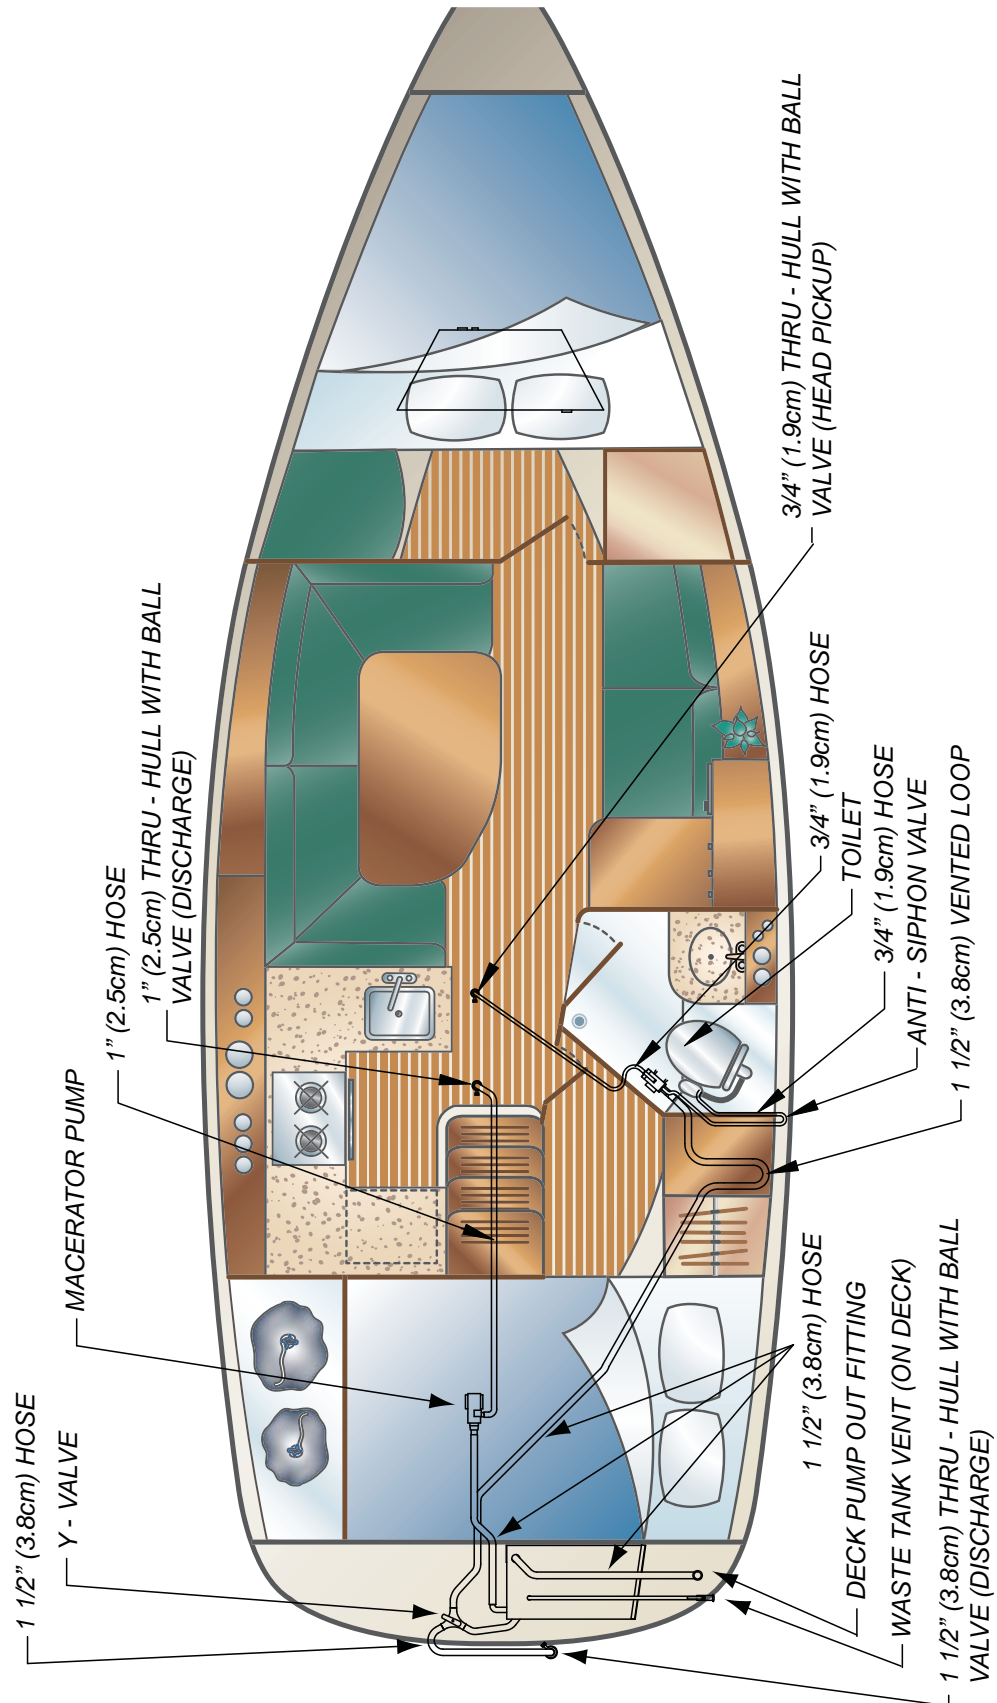 3/4” (1.9cm) THRU - HULL WITH BALL
VALVE (HEAD PICKUP)
1” (2.5cm) THRU - HULL WITH BALL
VALVE (DISCHARGE)
3/4” (1.9cm) HOSE
TOILET
3/4” (1.9cm) HOSE
ANTI - SIPHON VALVE
1 1/2” (3.8cm) VENTED LOOP
1” (2.5cm) HOSE
MACERATOR PUMP
1 1/2” (3.8cm) HOSE
Y - VALVE
1 1/2” (3.8cm) HOSE
DECK PUMP OUT FITTING
WASTE TANK VENT (ON DECK)
1 1/2” (3.8cm) THRU - HULL WITH BALL
VALVE (DISCHARGE)